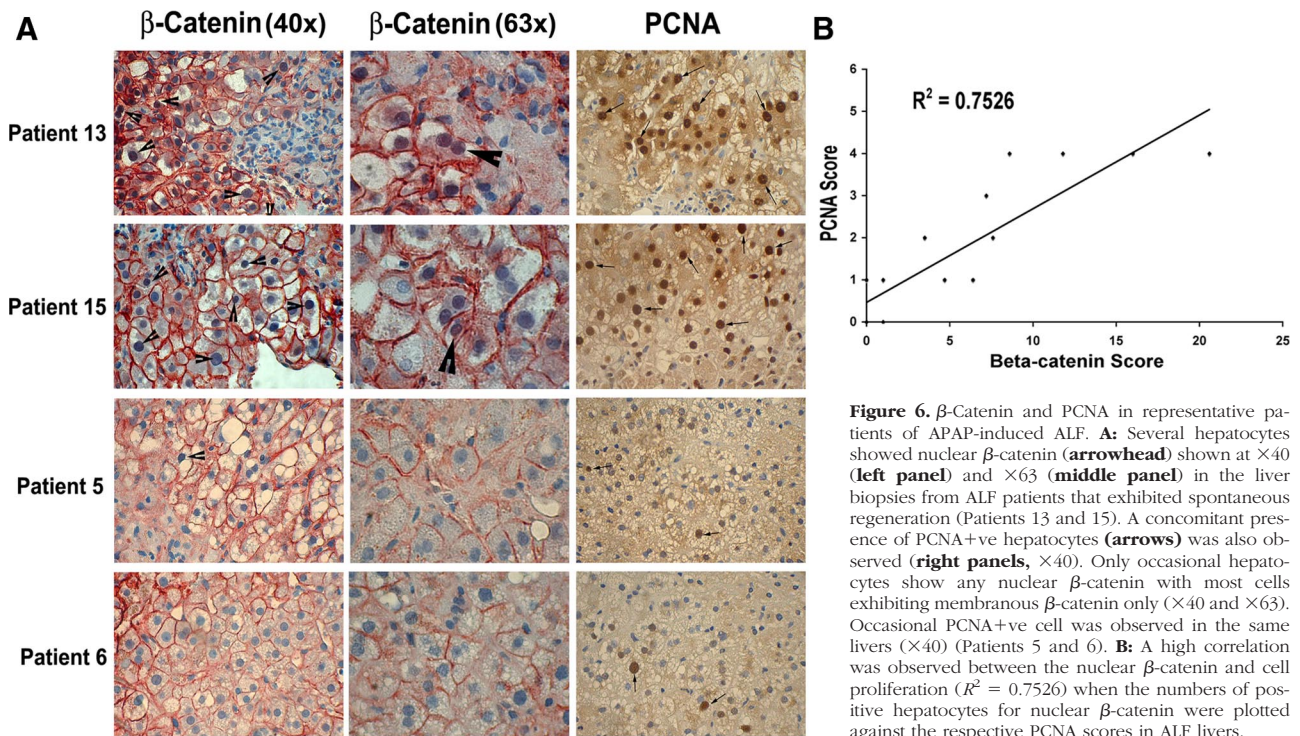 A
β-Catenin (40x)
β-Catenin (63x)
PCNA
Patient 13
Patient 15
Patient 5
Patient 6
B
R² = 0.7526
PCNA Score
6
5
4
3
2
1
0
0
5
10
15
20
25
Beta-catenin Score
Figure 6. β-Catenin and PCNA in representative pa-
tients of APAP-induced ALF. A: Several hepatocytes
showed nuclear β-catenin (arrowhead) shown at ×40
(left panel) and ×63 (middle panel) in the liver
biopsies from ALF patients that exhibited spontaneous
regeneration (Patients 13 and 15). A concomitant pres-
ence of PCNA+ve hepatocytes (arrows) was also ob-
served (right panels, ×40). Only occasional hepato-
cytes show any nuclear β-catenin with most cells
exhibiting membranous β-catenin only (×40 and ×63).
Occasional PCNA+ve cell was observed in the same
livers (×40) (Patients 5 and 6). B: A high correlation
was observed between the nuclear β-catenin and cell
proliferation (R² = 0.7526) when the numbers of pos-
itive hepatocytes for nuclear β-catenin were plotted
against the respective PCNA scores in ALF livers.